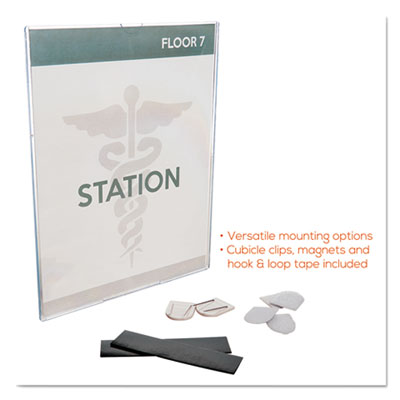 FLOOR 7
STATION
• Versatile mounting options
• Cubicle clips, magnets and
hook & loop tape included